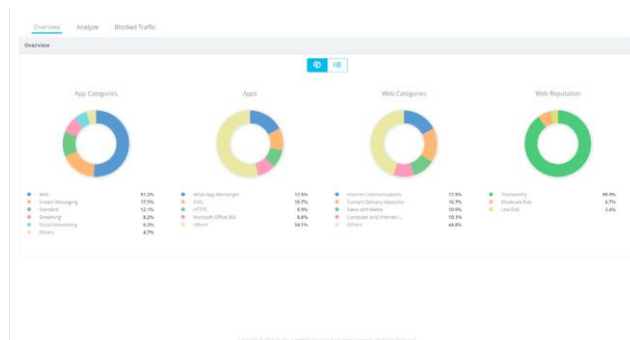 Overview Analyze Blocked Traffic
Overview
App Categories
Web 51.2%
Instant Messaging 17.5%
Standard 12.1%
Streaming 8.2%
Social Networking 6.3%
Others 4.7%
Apps
WhatsApp Messenger 17.5%
DNS 10.7%
HTTPS 8.9%
Microsoft Office 365 8.8%
Others 54.1%
Web Categories
Internet Communications 17.9%
Content Delivery Networks 16.7%
News and Media 10.9%
Computer and Internet I... 10.1%
Others 44.4%
Web Reputation
Trustworthy 89.9%
Moderate Risk 6.7%
Low Risk 3.4%